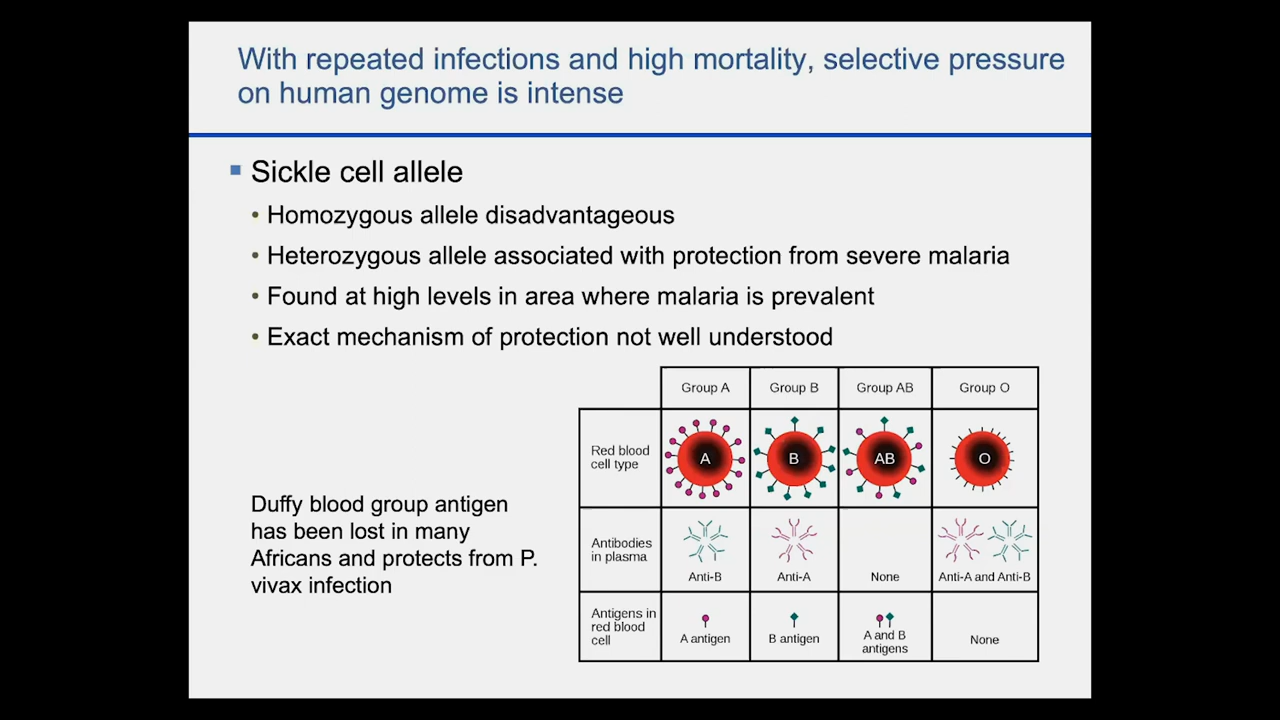 With repeated infections and high mortality, selective pressure
on human genome is intense
Sickle cell allele
• Homozygous allele disadvantageous
• Heterozygous allele associated with protection from severe malaria
• Found at high levels in area where malaria is prevalent
• Exact mechanism of protection not well understood
Duffy blood group antigen
has been lost in many
Africans and protects from P.
vivax infection
Group A Group B Group AB Group O
Red blood
cell type
A B AB O
Antibodies
in plasma
Anti-B Anti-A None Anti-A and Anti-B
Antigens in
red blood
cell
A antigen B antigen A and B
antigens None